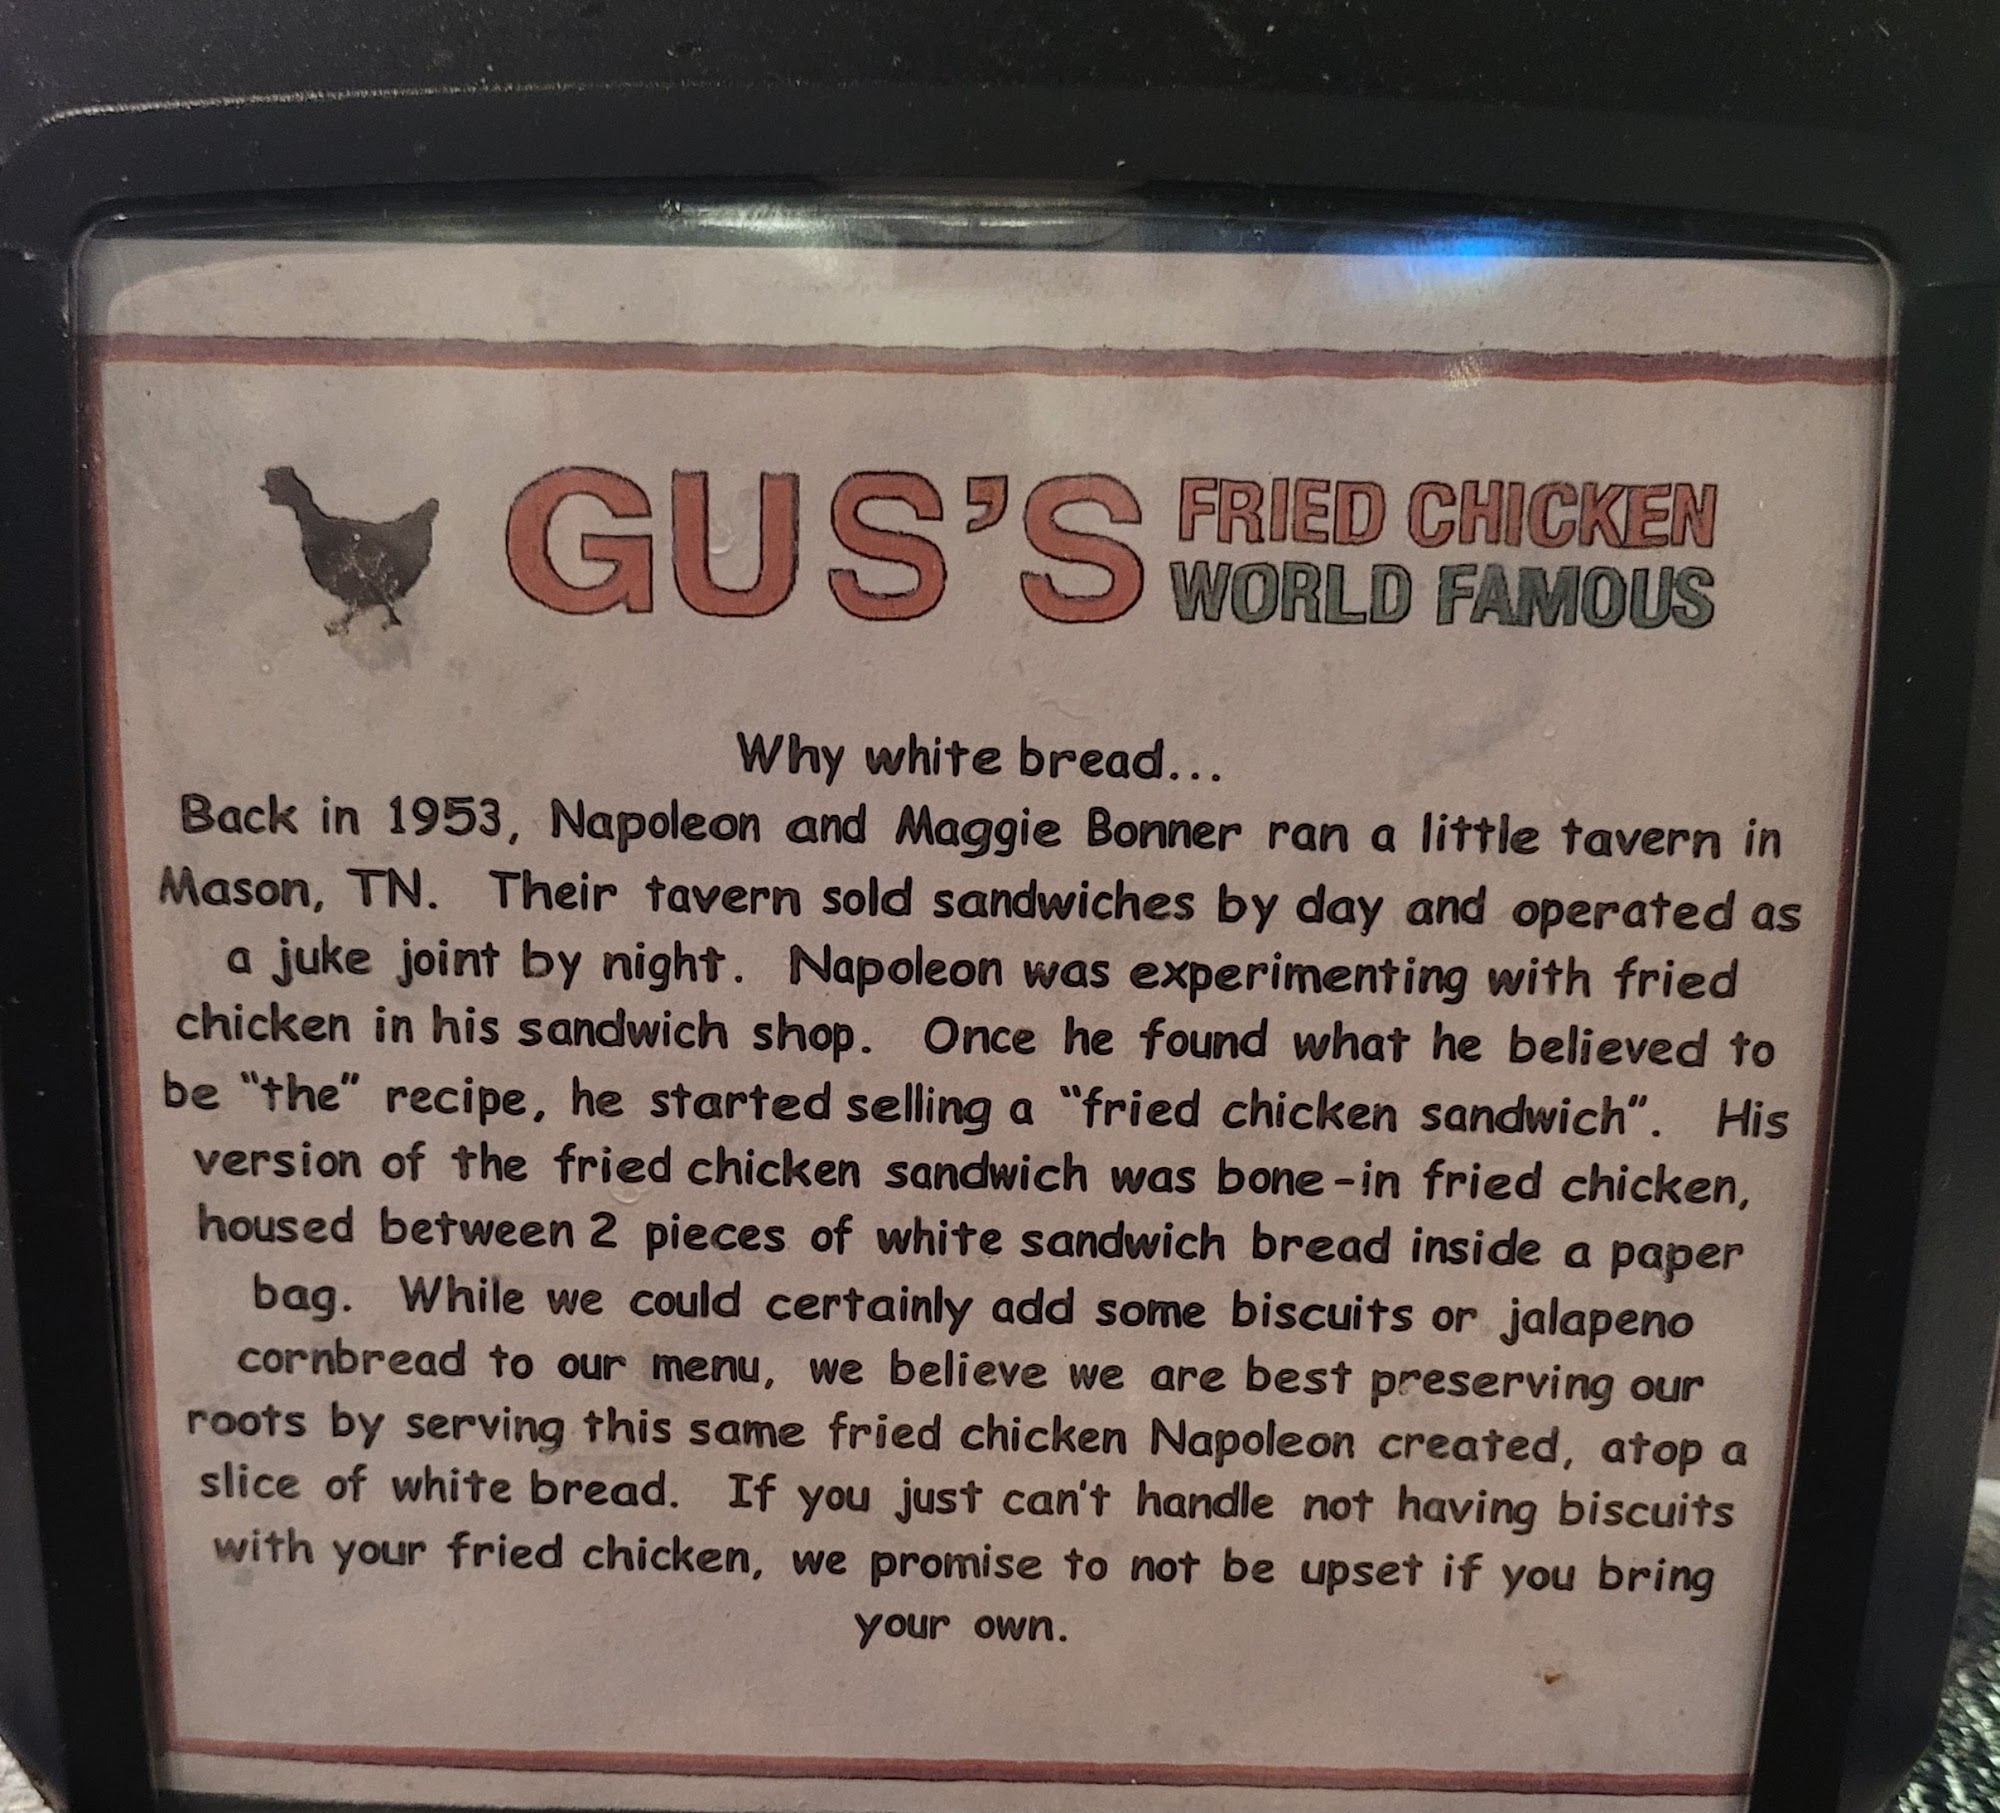 GUS'S FRIED CHICKEN
WORLD FAMOUS
Why white bread...
Back in 1953, Napoleon and Maggie Bonner ran a little tavern in
Mason, TN. Their tavern sold sandwiches by day and operated as
a juke joint by night. Napoleon was experimenting with fried
chicken in his sandwich shop. Once he found what he believed to
be "the" recipe, he started selling a "fried chicken sandwich". His
version of the fried chicken sandwich was bone-in fried chicken,
housed between 2 pieces of white sandwich bread inside a paper
bag. While we could certainly add some biscuits or jalapeno
cornbread to our menu, we believe we are best preserving our
roots by serving this same fried chicken Napoleon created, atop a
slice of white bread. If you just can't handle not having biscuits
with your fried chicken, we promise to not be upset if you bring
your own.